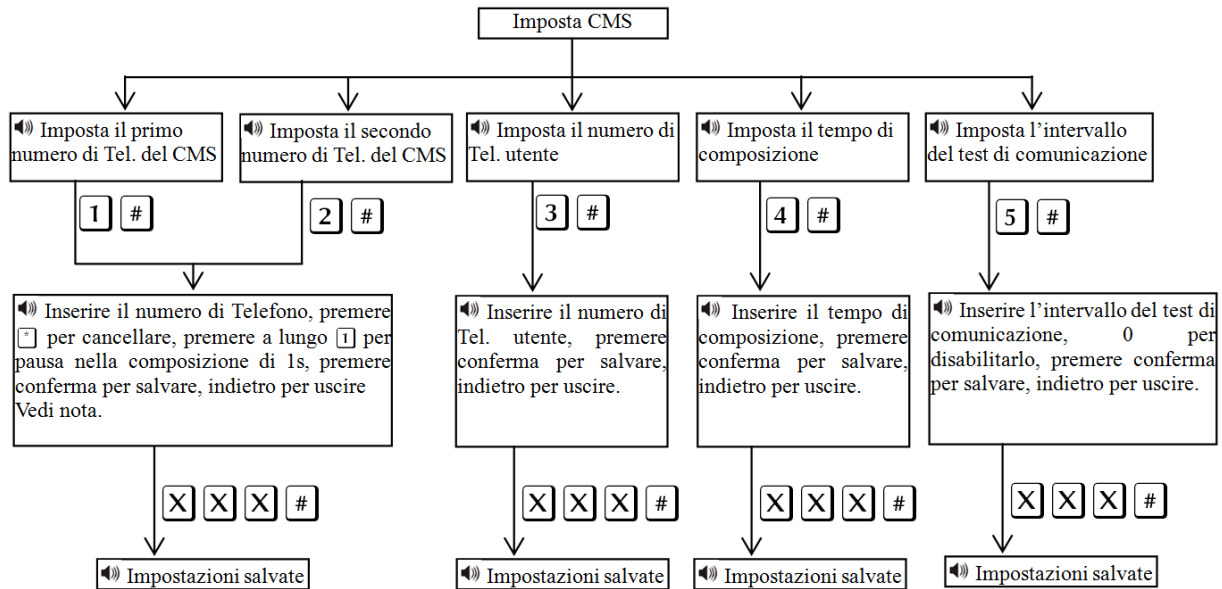 Imposta CMS
Imposta il primo
numero di Tel. del CMS
Imposta il secondo
numero di Tel. del CMS
Imposta il numero di
Tel. utente
Imposta il tempo di
composizione
Imposta l'intervallo
del test di comunicazione
1 #
2 #
3 #
4 #
5 #
Inserire il numero di Telefono, premere
* per cancellare, premere a lungo 1 per
pausa nella composizione di 1s, premere
conferma per salvare, indietro per uscire
Vedi nota.
Inserire il numero di
Tel. utente, premere
conferma per salvare,
indietro per uscire.
Inserire il tempo di
composizione, premere
conferma per salvare,
indietro per uscire.
Inserire l'intervallo del test di
comunicazione, 0 per
disabilitarlo, premere conferma
per salvare, indietro per uscire.
X X X #
X X X #
X X X #
X X X #
Impostazioni salvate
Impostazioni salvate
Impostazioni salvate
Impostazioni salvate